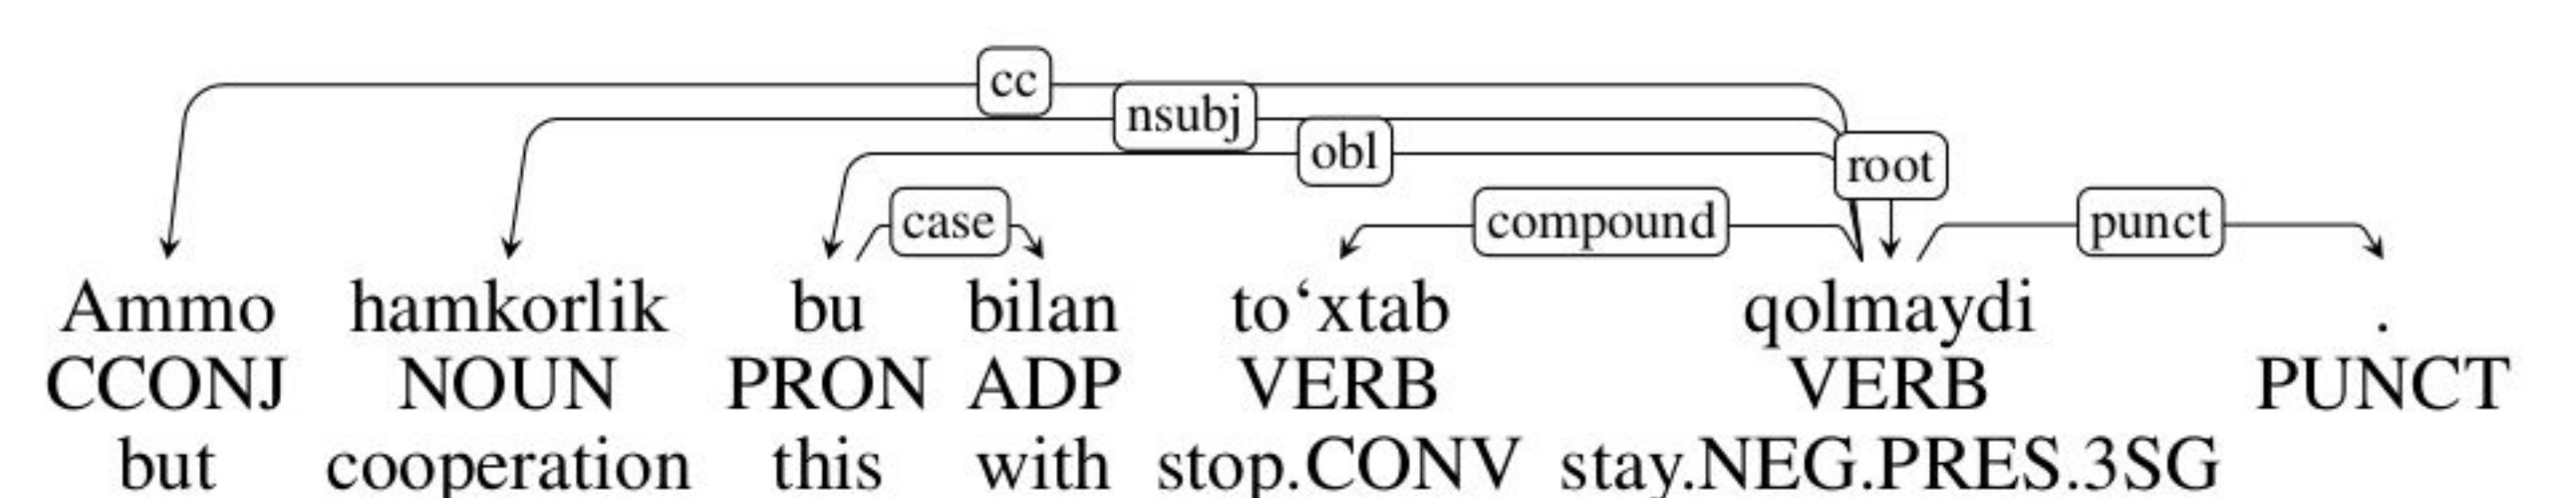 cc
nsubj
obl
root
case
compound
punct
Ammo hamkorlik bu bilan to‘xtab qolmaydi .
CCONJ NOUN PRON ADP VERB VERB PUNCT
but cooperation this with stop.CONV stay.NEG.PRES.3SG